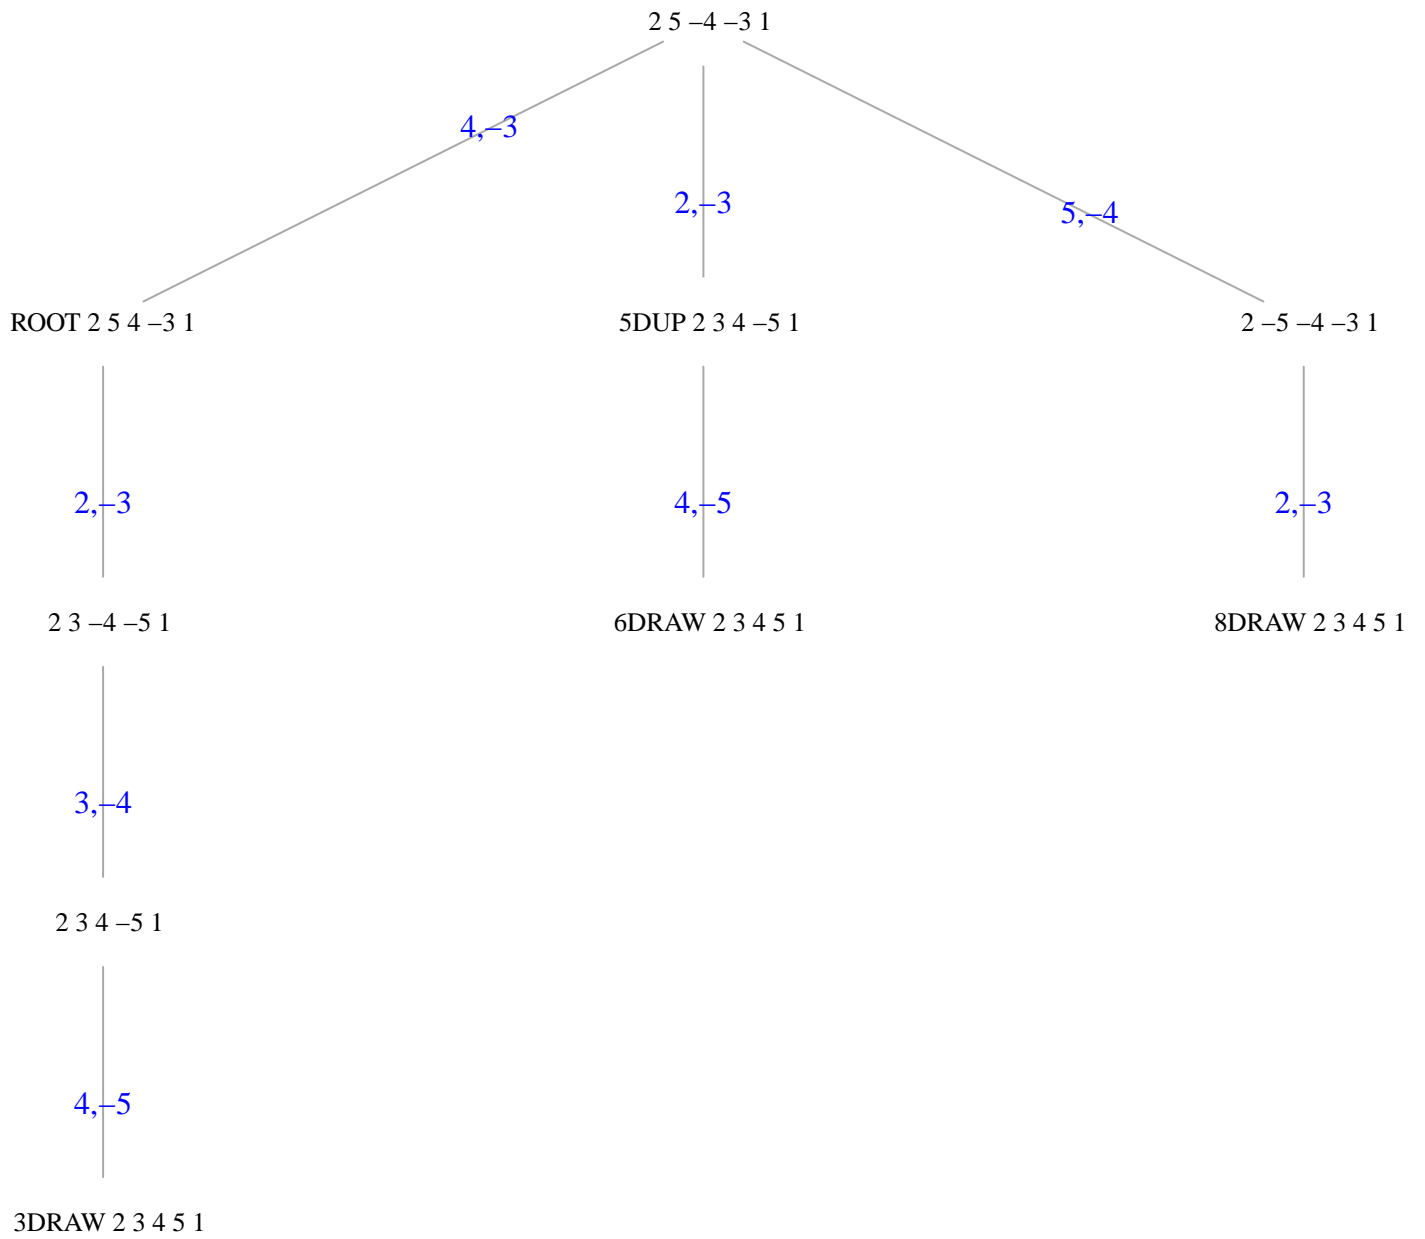 2 5 –4 –3 1
4,–3
2,–3
5,–4
ROOT 2 5 4 –3 1
5DUP 2 3 4 –5 1
2 –5 –4 –3 1
2,–3
4,–5
2,–3
2 3 –4 –5 1
6DRAW 2 3 4 5 1
8DRAW 2 3 4 5 1
3,–4
2 3 4 –5 1
4,–5
3DRAW 2 3 4 5 1